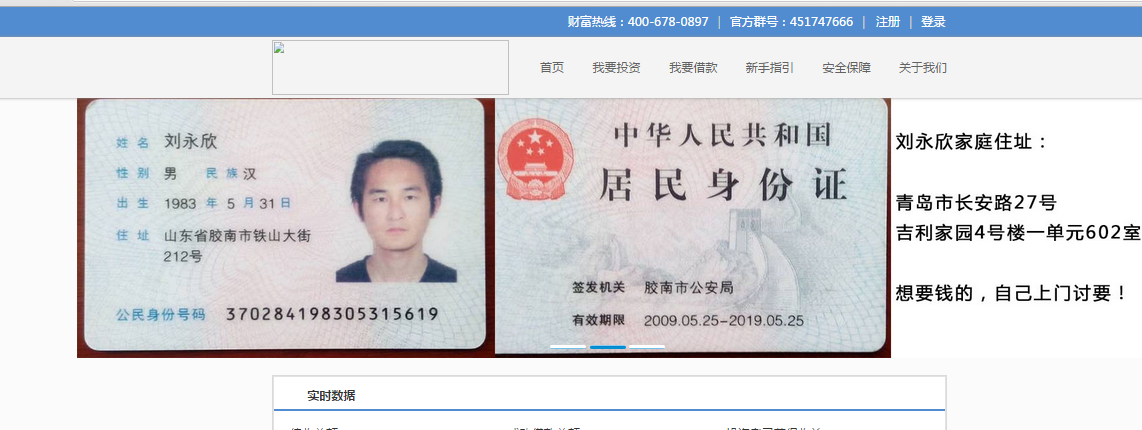 财富热线：400-678-0897 | 官方群号：451747666 | 注册 | 登录
首页 我要投资 我要借款 新手指引 安全保障 关于我们
姓名 刘永欣
性别 男 民族 汉
出生 1983 年 5 月 31 日
住址 山东省胶南市铁山大街
212号
公民身份号码 370284198305315619
中华人民共和国
居民身份证
签发机关 胶南市公安局
有效期限 2009.05.25-2019.05.25
刘永欣家庭住址：
青岛市长安路27号
吉利家园4号楼一单元602室
想要钱的，自己上门讨要！
实时数据